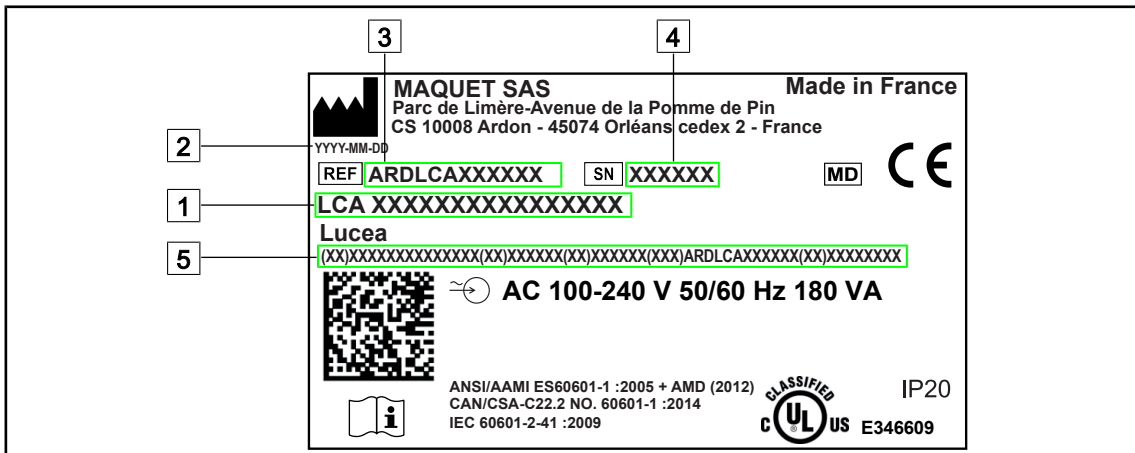 3
4
MAQUET SAS
Made in France
Parc de Limère-Avenue de la Pomme de Pin
CS 10008 Ardon - 45074 Orléans cedex 2 - France
2
YYYY-MM-DD
REF ARDLCAXXXXXX SN XXXXXX MD CE
1
LCA XXXXXXXXXXXXXXXX
Lucea
5
(XX)XXXXXXXXXXXXXX(XX)XXXXXX(XX)XXXXXX(XXX)ARDLCAXXXXXX(XX)XXXXXXXX
AC 100-240 V 50/60 Hz 180 VA
ANSI/AAMI ES60601-1 :2005 + AMD (2012)
CAN/CSA-C22.2 NO. 60601-1 :2014
IEC 60601-2-41 :2009
i
CLASSIFIED
C UL US
®
E346609
IP20